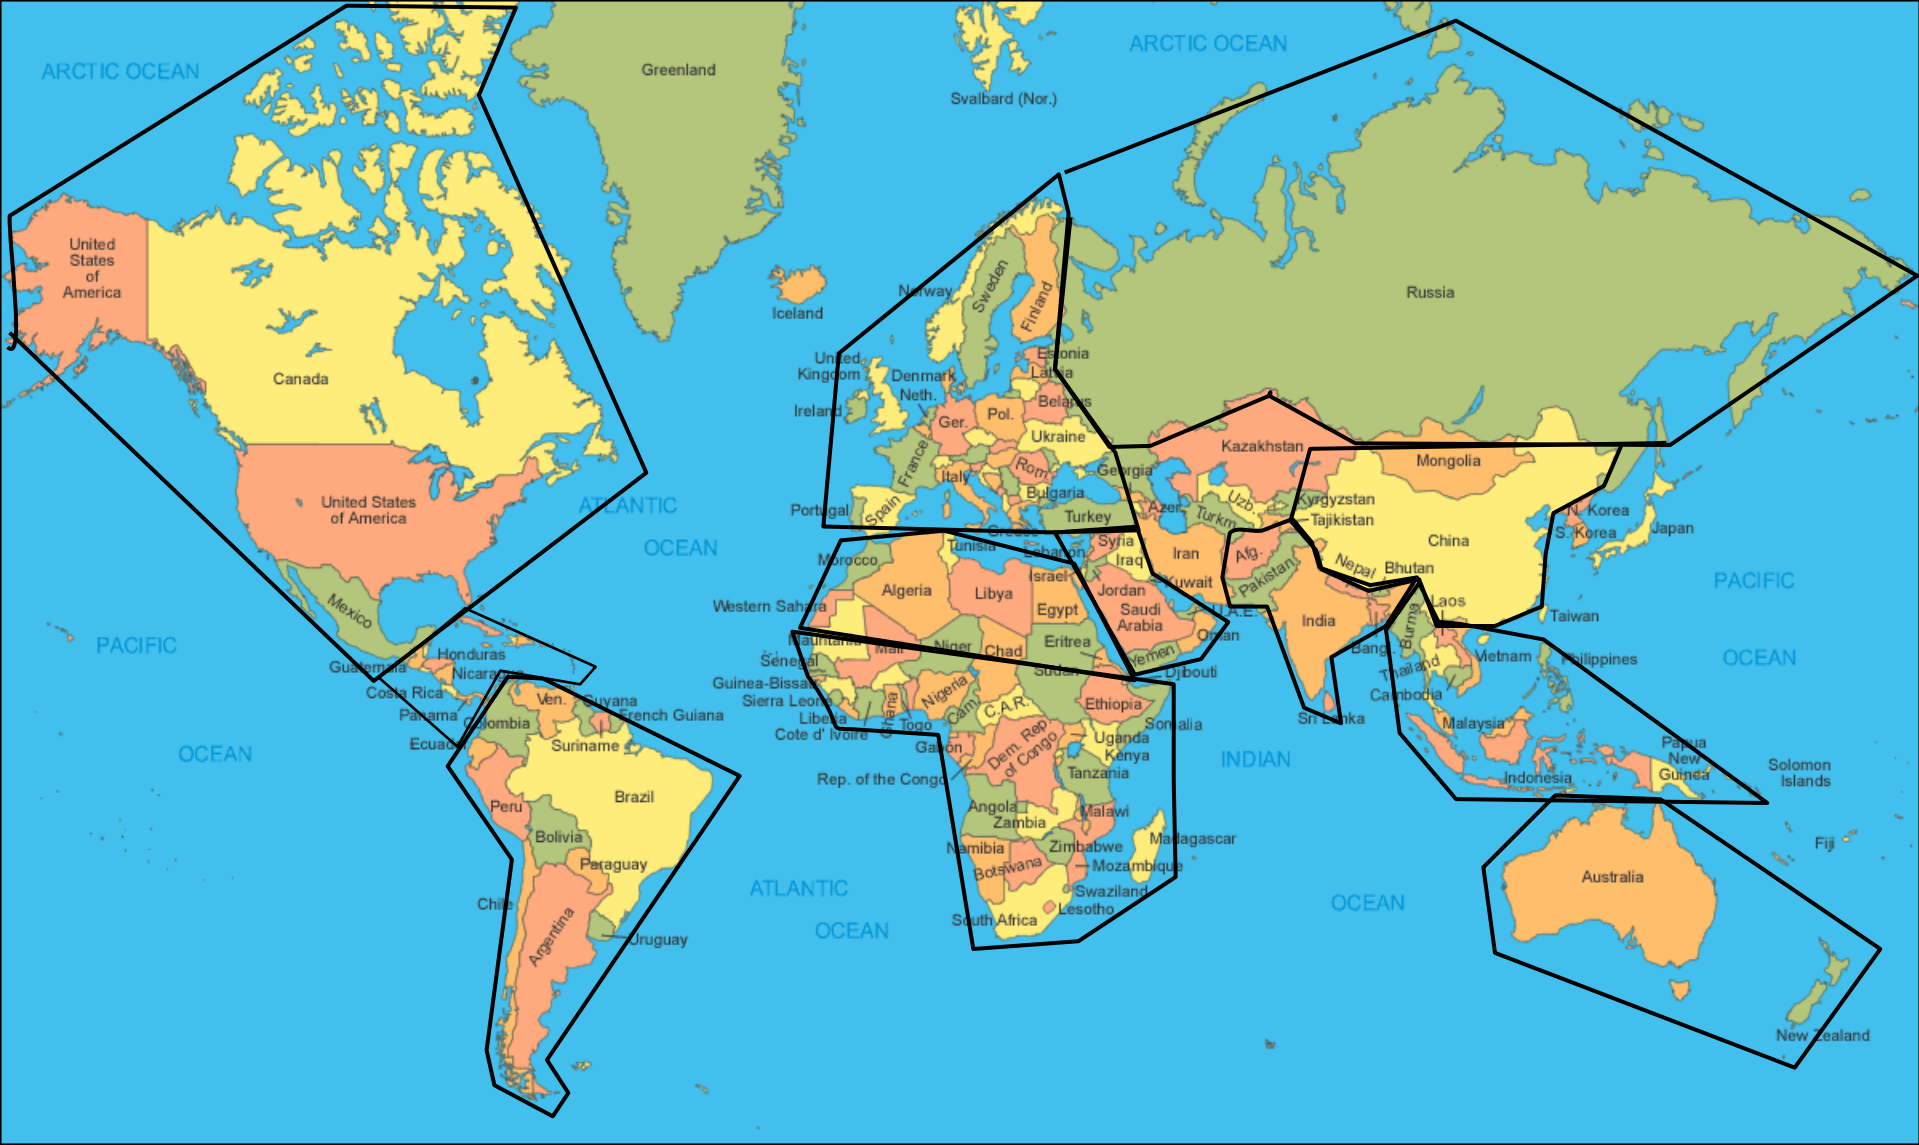 ARCTIC OCEAN
ARCTIC OCEAN
Greenland
Svalbard (Nor.)
United
States
of
America
Canada
Russia
Iceland
Norway
Sweden
Finland
United
Kingdom
Ireland
Denmark
Neth.
Estonia
Latvia
Belarus
Ger.
Pol.
Ukraine
France
Italy
Rom.
Bulgaria
Georgia
Kazakhstan
Mongolia
United States
of America
ATLANTIC
OCEAN
Portugal
Spain
Greece
Turkey
Azer.
Uzb.
Turkm.
Kyrgyzstan
Tajikistan
N. Korea
S. Korea
Japan
China
Morocco
Tunisia
Lebanon
Syria
Iraq
Iran
Afg.
Israel
Kuwait
Pakistan
Nepal
Bhutan
PACIFIC
OCEAN
Mexico
Western Sahara
Algeria
Libya
Egypt
Jordan
Saudi
Arabia
U.A.E.
Oman
India
Bang.
Burma
Laos
Taiwan
PACIFIC
OCEAN
Honduras
Guatemala
Nicaragua
Costa Rica
Panama
Mauritania
Mali
Niger
Chad
Eritrea
Sudan
Yemen
Djibouti
Senegal
Guinea-Bissau
Sierra Leone
Liberia
Cote d' Ivoire
Ghana
Togo
Nigeria
Cam.
C.A.R.
Ethiopia
Somalia
Sri Lanka
Thailand
Vietnam
Cambodia
Philippines
Malaysia
Ven.
Guyana
French Guiana
Suriname
Colombia
Ecuador
Gabon
Rep. of the Congo
Dem. Rep.
of Congo
Uganda
Kenya
Tanzania
INDIAN
OCEAN
Indonesia
Papua
New
Guinea
Solomon
Islands
Peru
Brazil
Bolivia
Paraguay
Chile
Argentina
Uruguay
ATLANTIC
OCEAN
Angola
Zambia
Malawi
Namibia
Botswana
Zimbabwe
Mozambique
Madagascar
Swaziland
Lesotho
South Africa
Australia
Fiji
New Zealand